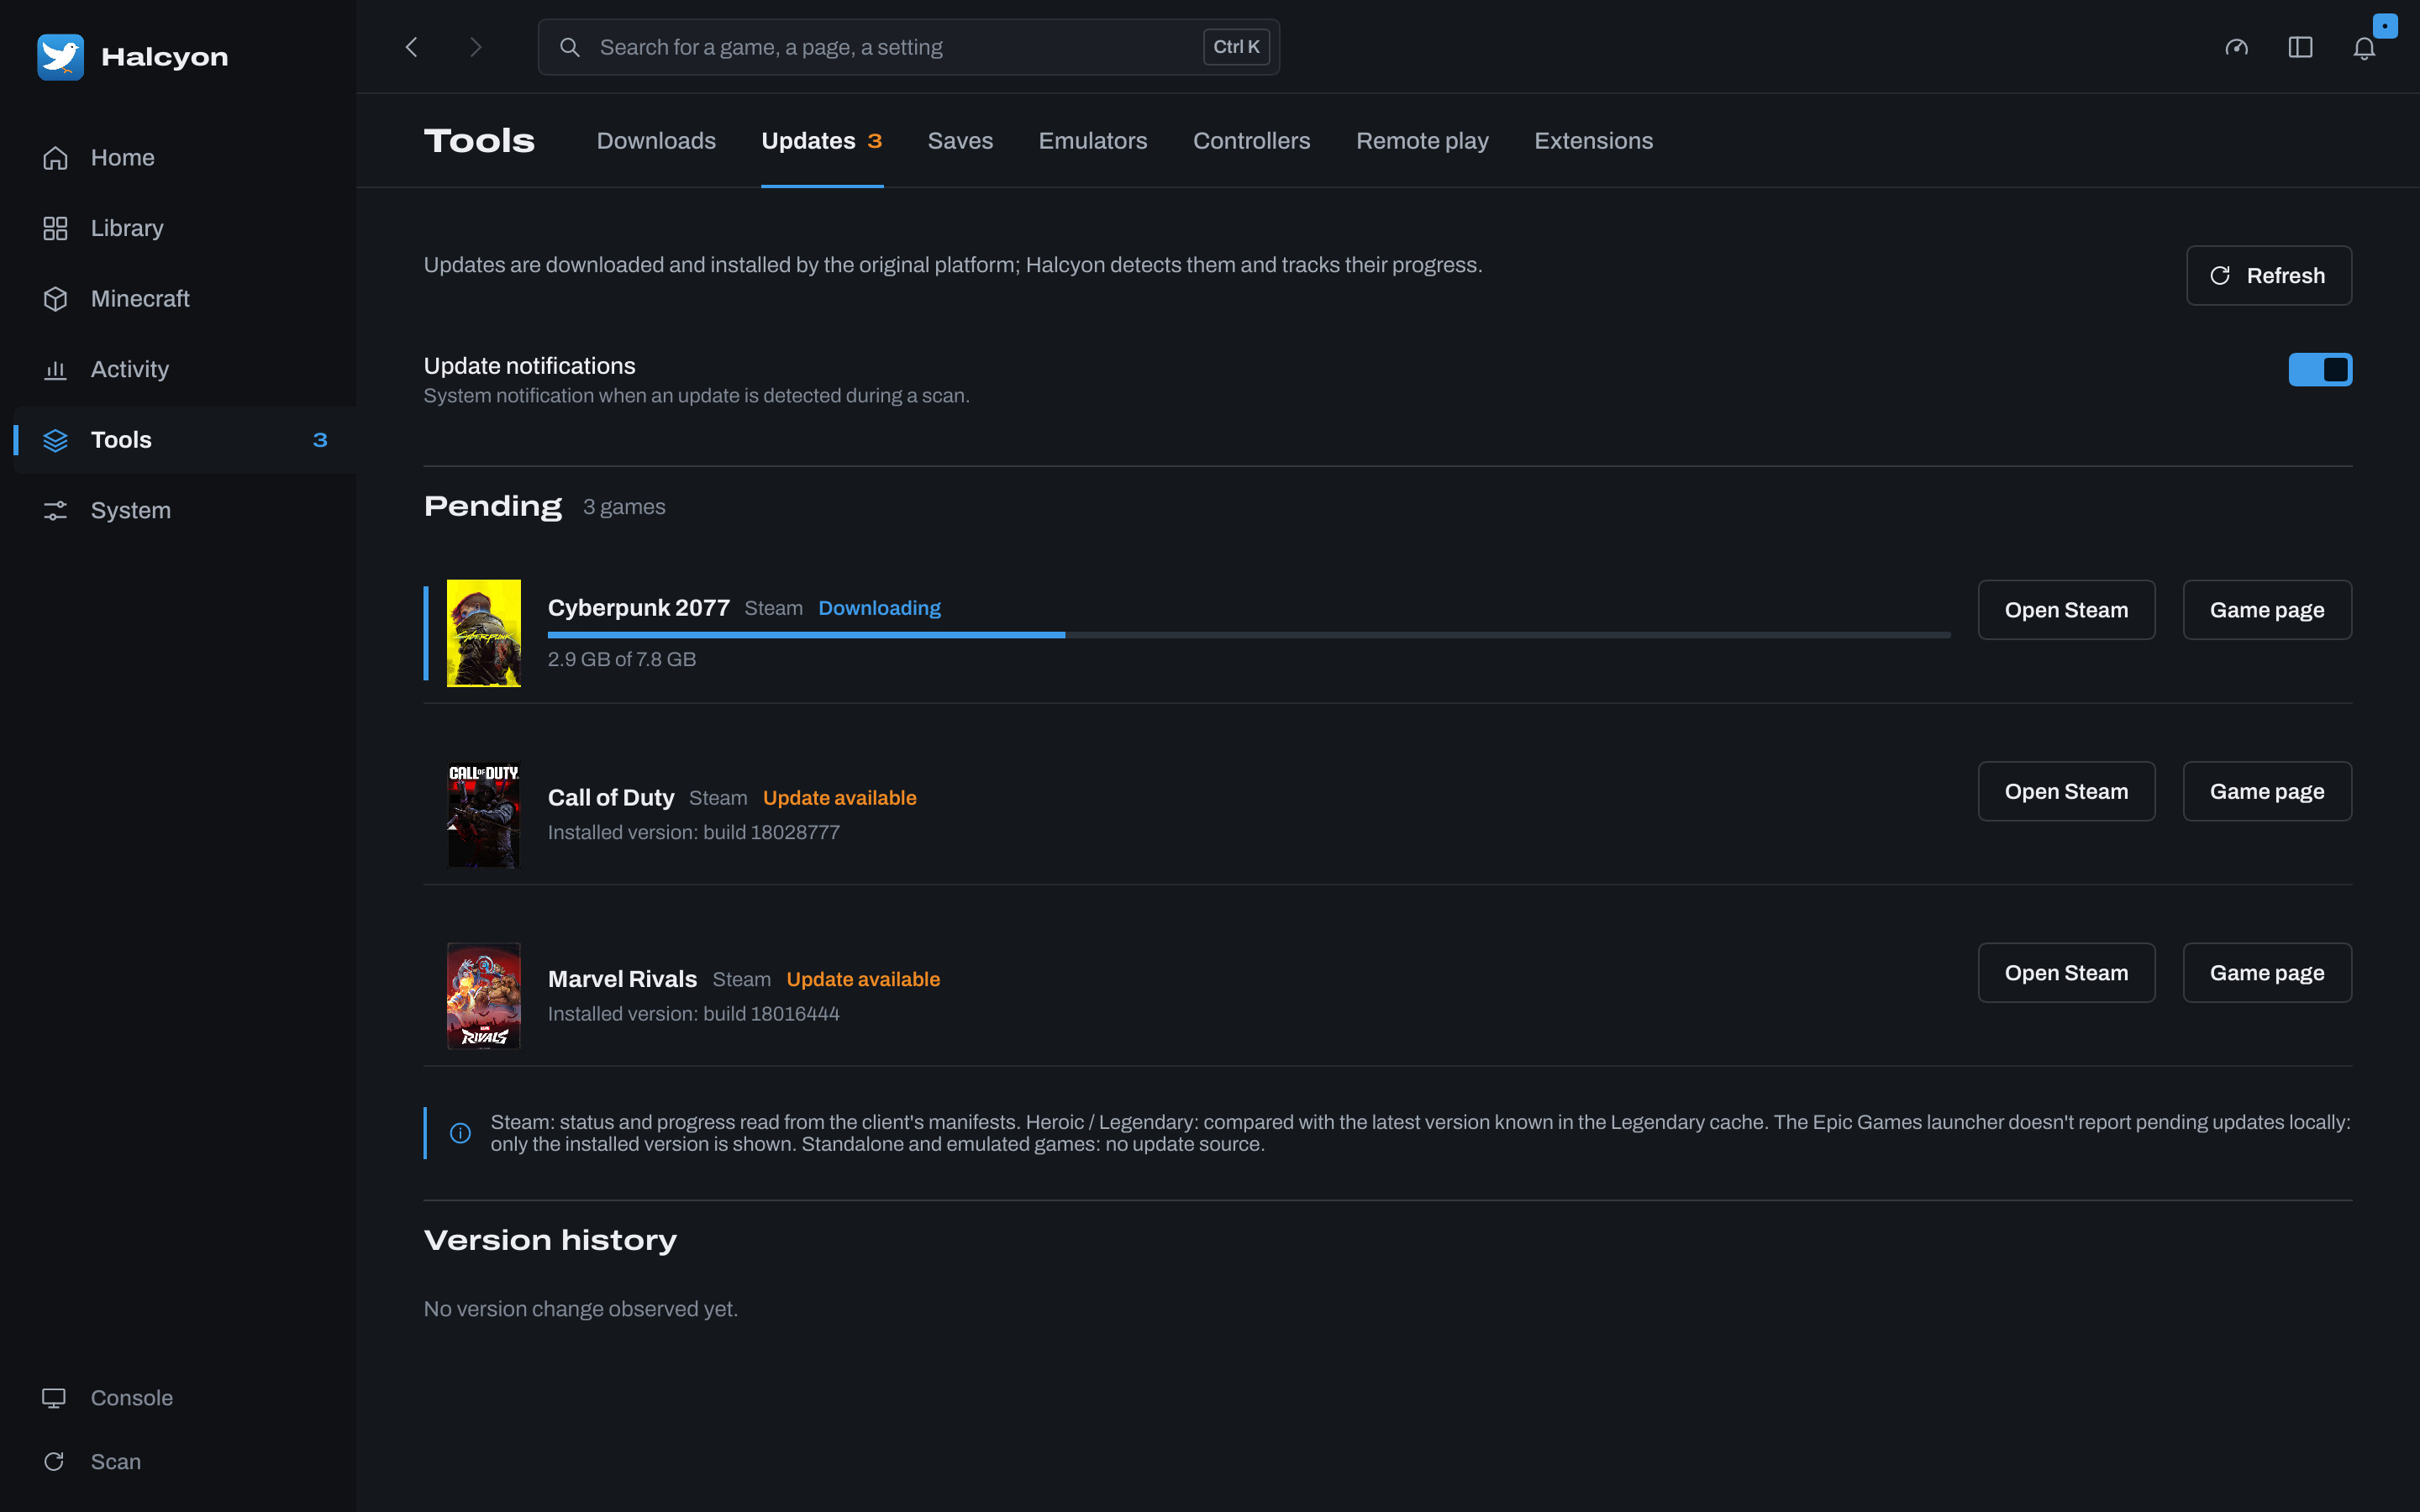 Halcyon
Search for a game, a page, a setting
Ctrl K
Home
Library
Minecraft
Activity
Tools 3
System
Console
Scan
Tools
Downloads
Updates 3
Saves
Emulators
Controllers
Remote play
Extensions
Updates are downloaded and installed by the original platform; Halcyon detects them and tracks their progress.
Refresh
Update notifications
System notification when an update is detected during a scan.
Pending 3 games
CYBERPUNK
Cyberpunk 2077 Steam Downloading
2.9 GB of 7.8 GB
Open Steam
Game page
CALL OF DUTY
Call of Duty Steam Update available
Installed version: build 18028777
Open Steam
Game page
MARVEL
RIVALS
Marvel Rivals Steam Update available
Installed version: build 18016444
Open Steam
Game page
Steam: status and progress read from the client's manifests. Heroic / Legendary: compared with the latest version known in the Legendary cache. The Epic Games launcher doesn't report pending updates locally:
only the installed version is shown. Standalone and emulated games: no update source.
Version history
No version change observed yet.